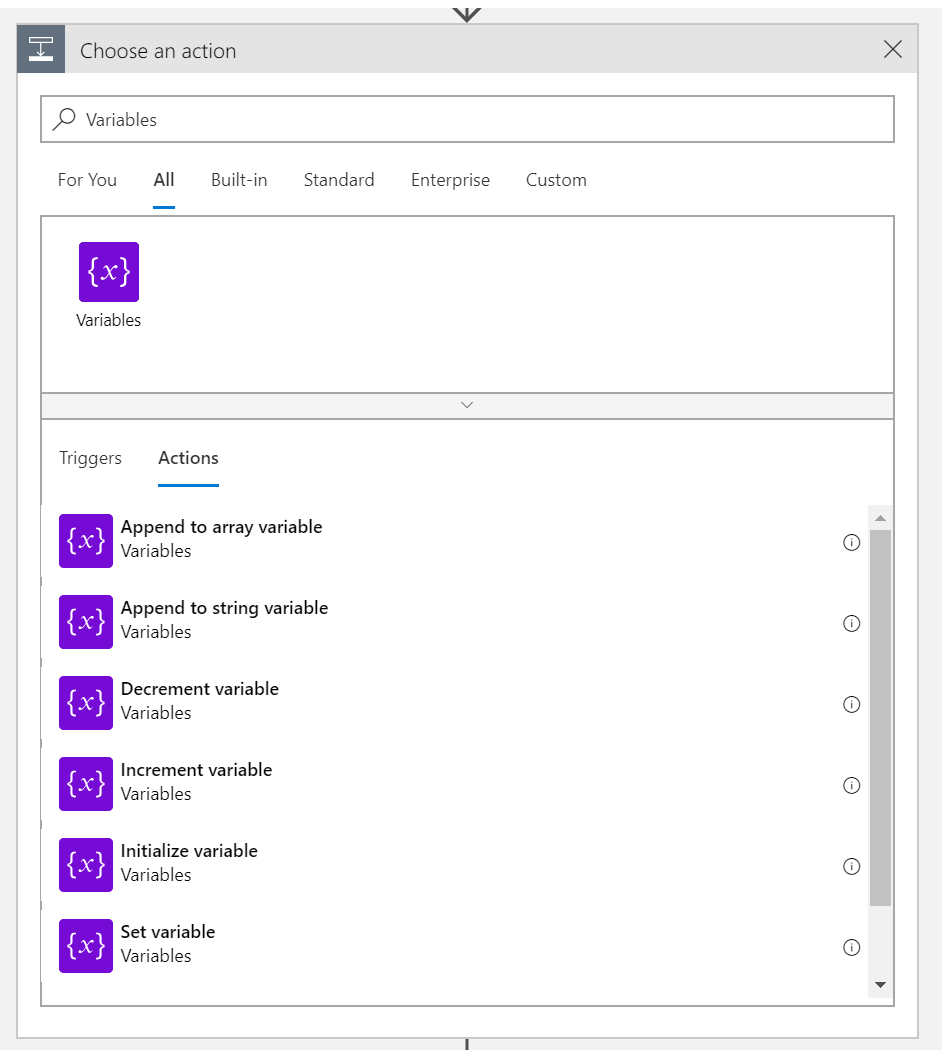 Choose an action
Variables
For You All Built-in Standard Enterprise Custom
{x}
Variables
Triggers Actions
{x} Append to array variable
Variables
{x} Append to string variable
Variables
{x} Decrement variable
Variables
{x} Increment variable
Variables
{x} Initialize variable
Variables
{x} Set variable
Variables